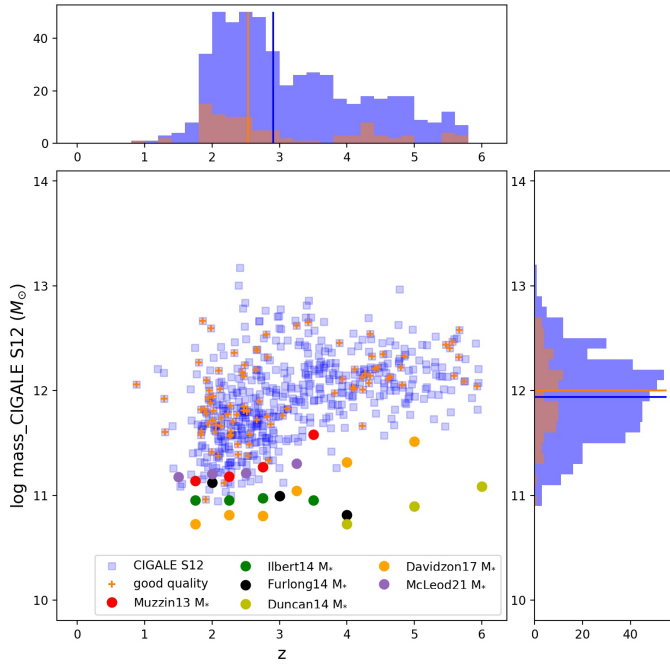 40
20
0
0 1 2 3 4 5 6
14 14
13 13
12 12
11 11
10 10
log mass_CIGALE S12 (M⊙)
CIGALE S12
good quality
Muzzin13 M*
Ilbert14 M*
Furlong14 M*
Duncan14 M*
Davidzon17 M*
McLeod21 M*
0 1 2 3 4 5 6
z
0 20 40